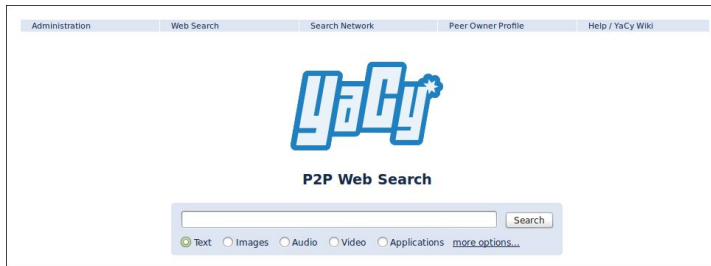 Administration Web Search Search Network Peer Owner Profile Help / YaCy Wiki
YaCy
P2P Web Search
Search
Text Images Audio Video Applications more options...